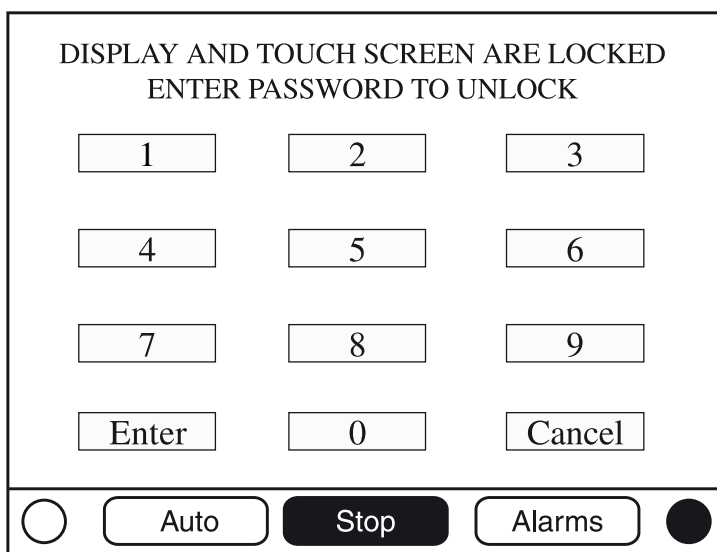 DISPLAY AND TOUCH SCREEN ARE LOCKED
ENTER PASSWORD TO UNLOCK
1 2 3
4 5 6
7 8 9
Enter 0 Cancel
Auto Stop Alarms